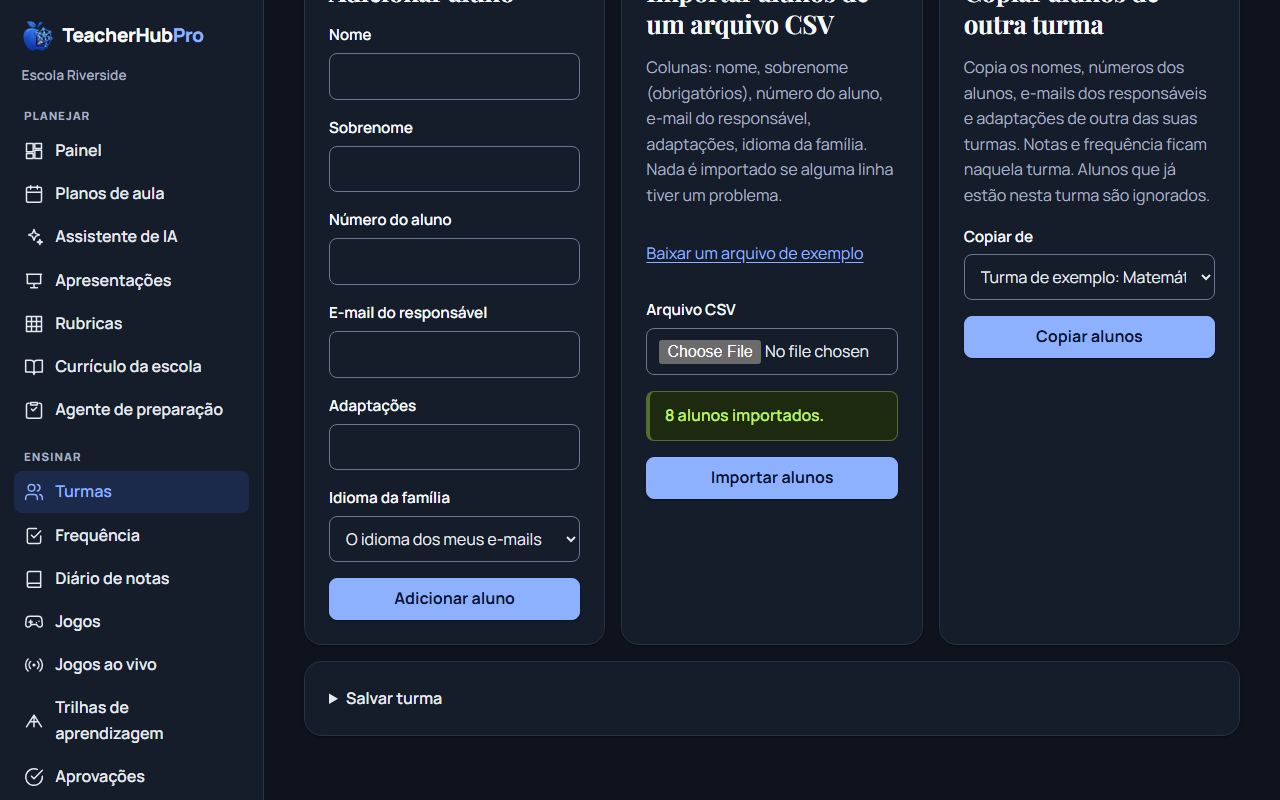 TeacherHubPro
Escola Riverside
PLANEJAR
Painel
Planos de aula
Assistente de IA
Apresentações
Rubricas
Currículo da escola
Agente de preparação
ENSINAR
Turmas
Frequência
Diário de notas
Jogos
Jogos ao vivo
Trilhas de
aprendizagem
Aprovações
Nome
Sobrenome
Número do aluno
E-mail do responsável
Adaptações
Idioma da família
O idioma dos meus e-mails
Adicionar aluno
um arquivo CSV
Colunas: nome, sobrenome
(obrigatórios), número do aluno,
e-mail do responsável,
adaptações, idioma da família.
Nada é importado se alguma linha
tiver um problema.
Baixar um arquivo de exemplo
Arquivo CSV
Choose File No file chosen
8 alunos importados.
Importar alunos
outra turma
Copia os nomes, números dos
alunos, e-mails dos responsáveis
e adaptações de outra das suas
turmas. Notas e frequência ficam
naquela turma. Alunos que já
estão nesta turma são ignorados.
Copiar de
Turma de exemplo: Matemát
Copiar alunos
Salvar turma